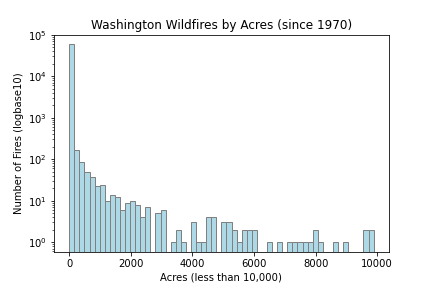 Washington Wildfires by Acres (since 1970)
Number of Fires (logbase10)
10^5
10^4
10^3
10^2
10^1
10^0
0 2000 4000 6000 8000 10000
Acres (less than 10,000)